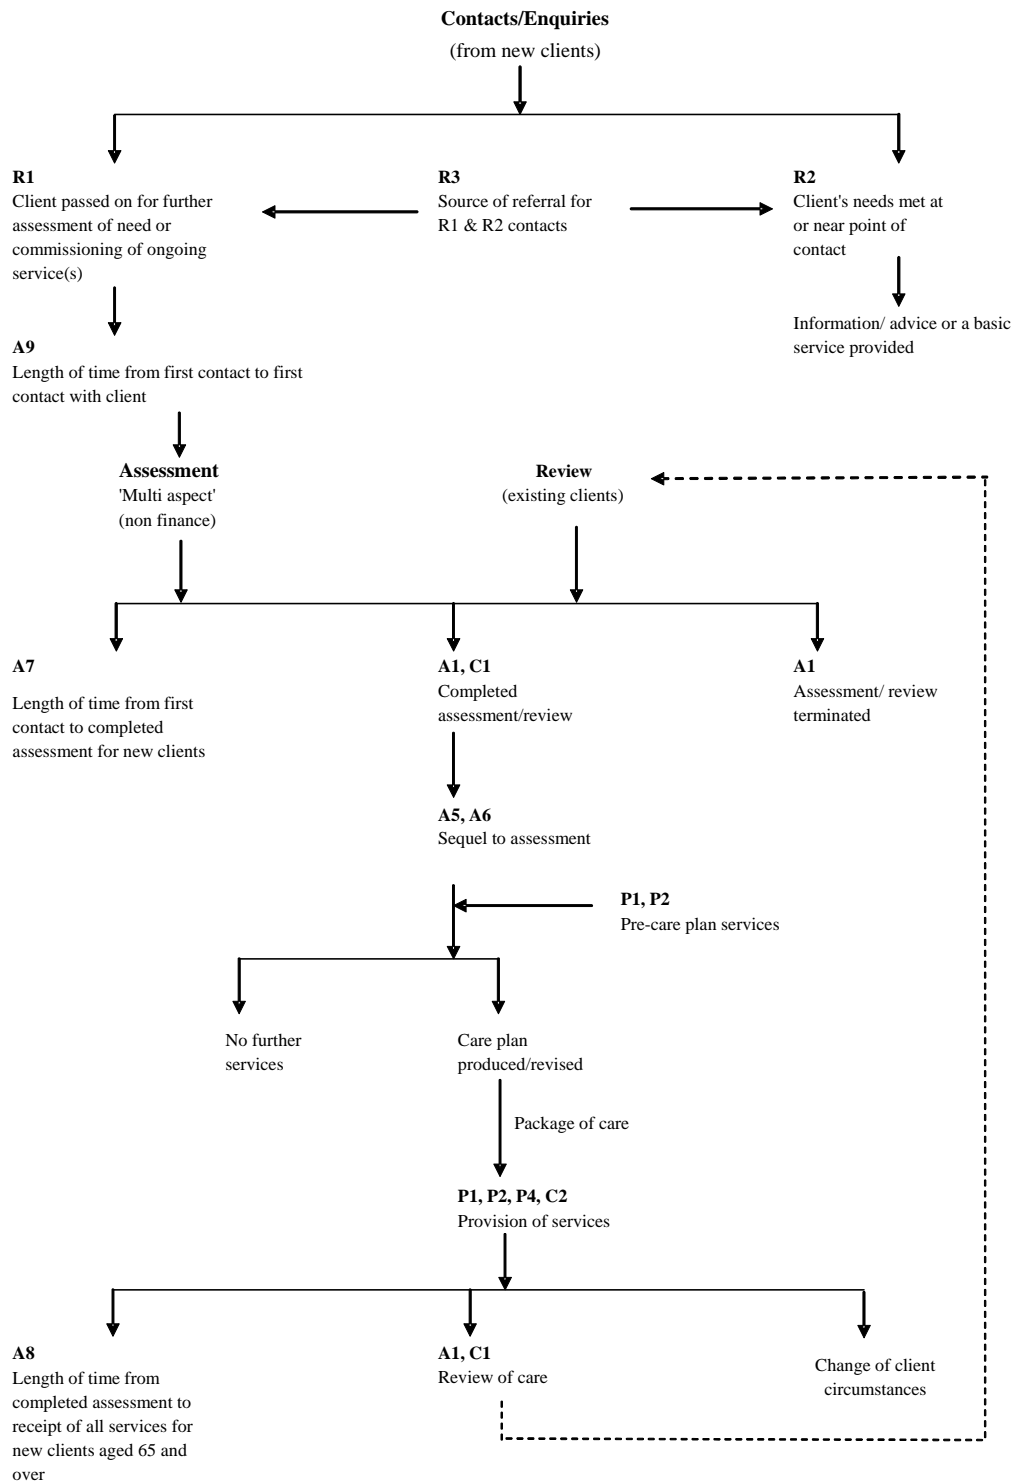 Contacts/Enquiries
(from new clients)
R1
Client passed on for further
assessment of need or
commissioning of ongoing
service(s)
R3
Source of referral for
R1 & R2 contacts
R2
Client's needs met at
or near point of
contact
Information/ advice or a basic
service provided
A9
Length of time from first contact to first
contact with client
Assessment
'Multi aspect'
(non finance)
Review
(existing clients)
A7
Length of time from first
contact to completed
assessment for new clients
A1, C1
Completed
assessment/review
A1
Assessment/ review
terminated
A5, A6
Sequel to assessment
P1, P2
Pre-care plan services
No further
services
Care plan
produced/revised
Package of care
P1, P2, P4, C2
Provision of services
A8
Length of time from
completed assessment to
receipt of all services for
new clients aged 65 and
over
A1, C1
Review of care
Change of client
circumstances